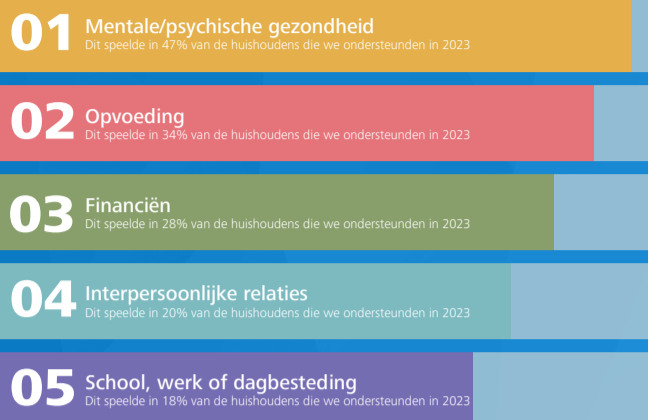 01 Mentale/psychische gezondheid
Dit speelde in 47% van de huishoudens die we ondersteunden in 2023
02 Opvoeding
Dit speelde in 34% van de huishoudens die we ondersteunden in 2023
03 Financiën
Dit speelde in 28% van de huishoudens die we ondersteunden in 2023
04 Interpersoonlijke relaties
Dit speelde in 20% van de huishoudens die we ondersteunden in 2023
05 School, werk of dagbesteding
Dit speelde in 18% van de huishoudens die we ondersteunden in 2023